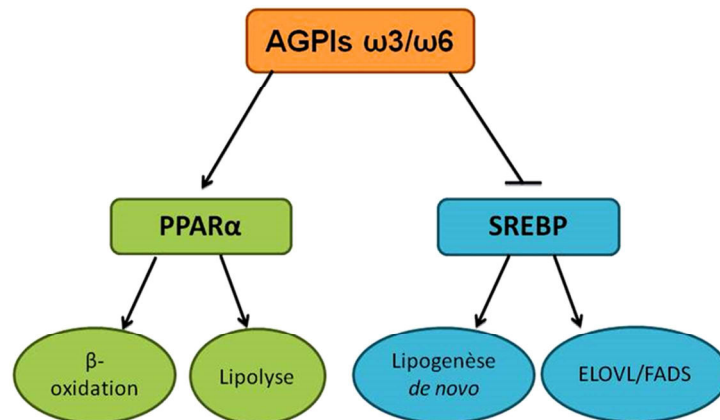 AGPIs ω3/ω6
PPARα
SREBP
β-
oxidation
Lipolyse
Lipogenèse
de novo
ELOVL/FADS